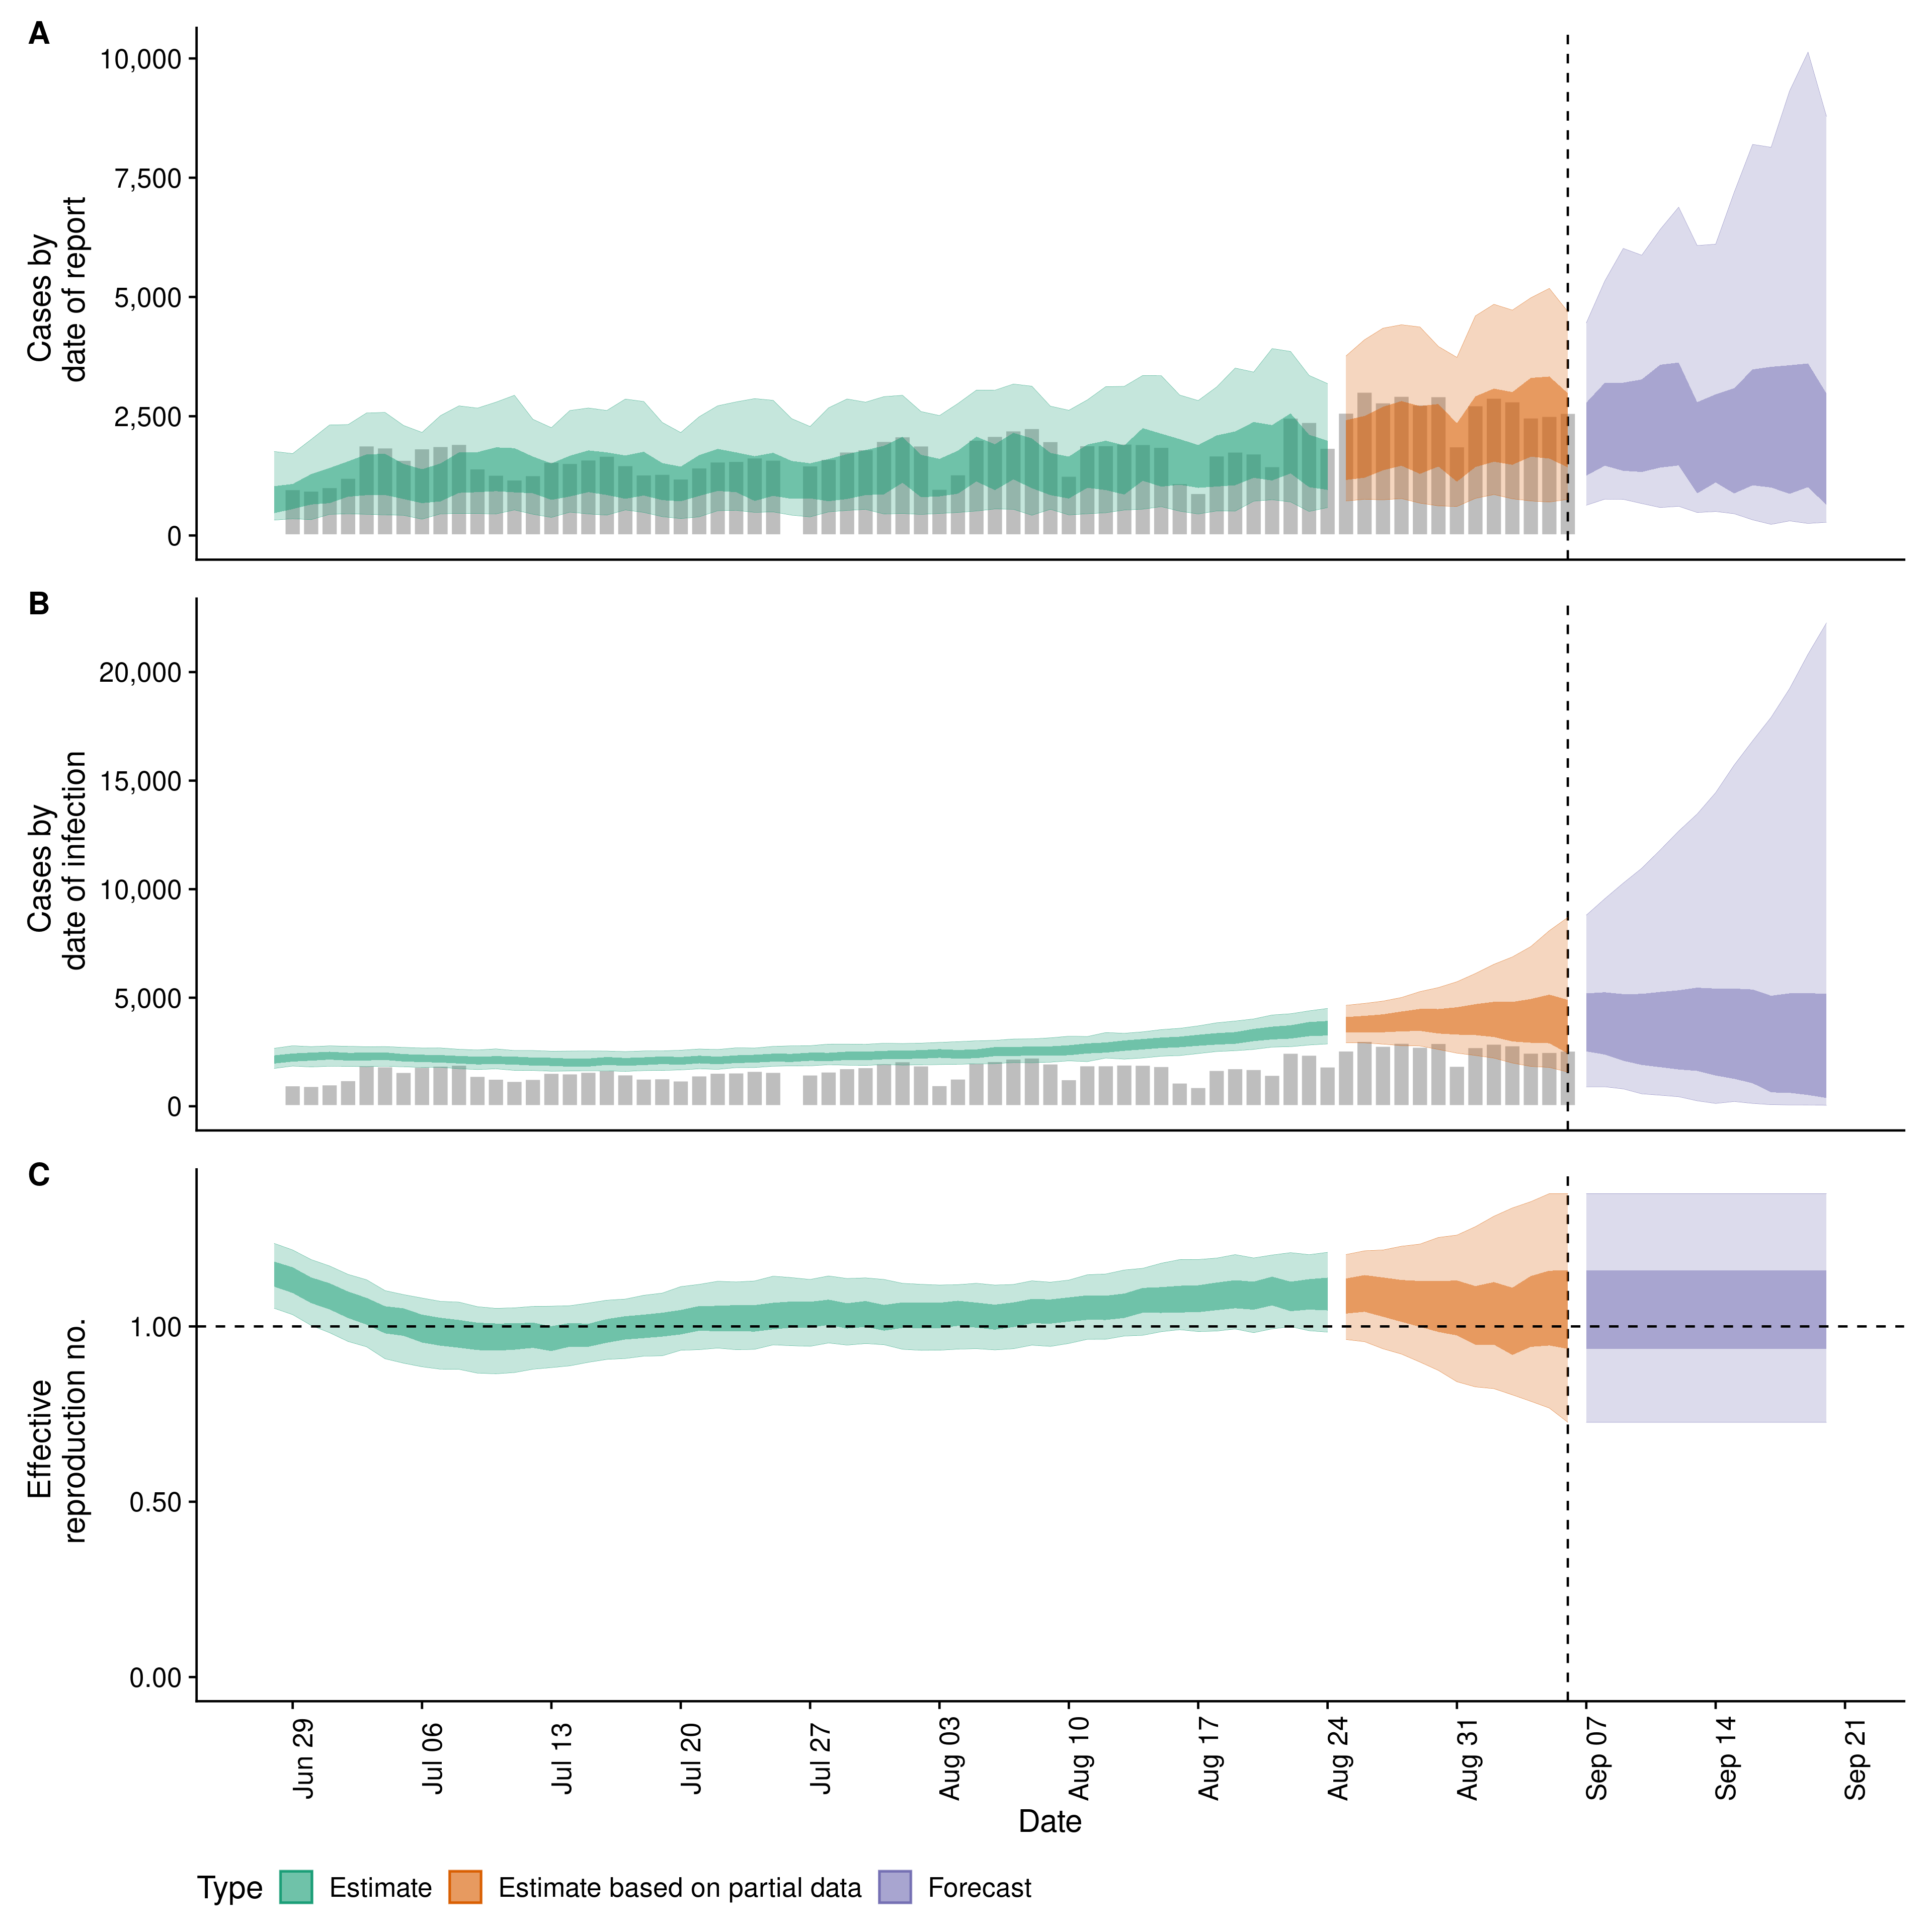 A
10,000
7,500
5,000
2,500
0
Cases by
date of report
B
20,000
15,000
10,000
5,000
0
Cases by
date of infection
C
1.00
0.50
0.00
Effective
reproduction no.
Jun 29
Jul 06
Jul 13
Jul 20
Jul 27
Aug 03
Aug 10
Aug 17
Aug 24
Aug 31
Sep 07
Sep 14
Sep 21
Date
Type Estimate Estimate based on partial data Forecast